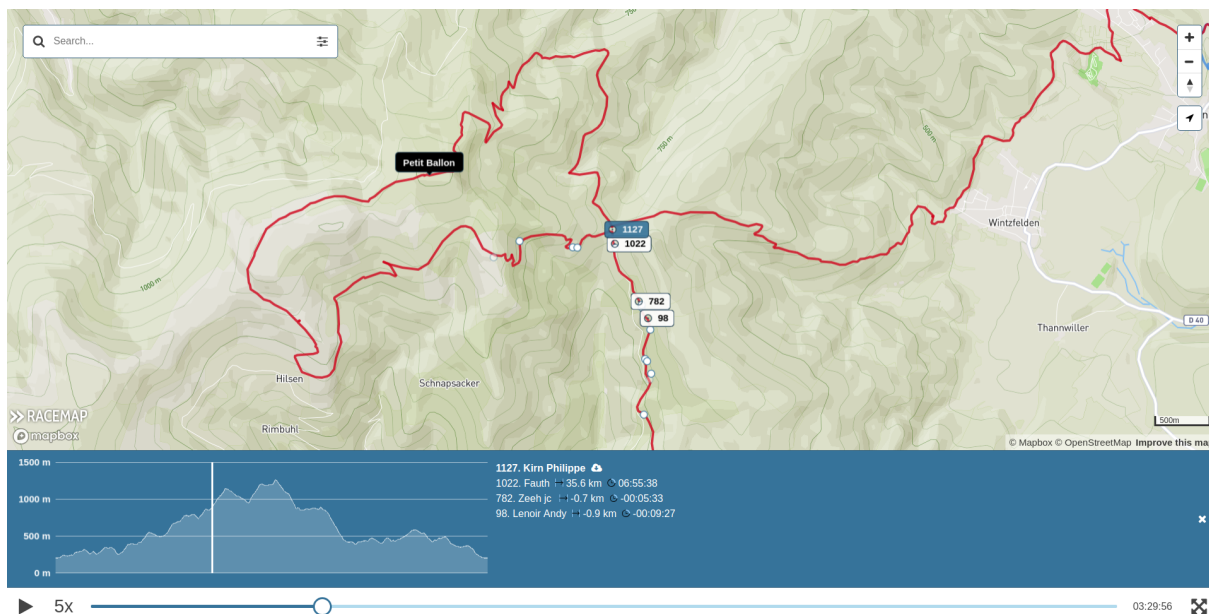 750
Search...
750 m
500 m
Petit Ballon
1127
1022
Wintzfelden
1000 m
782
98
D 40
Thannwiller
Hilsen
Schnapsacker
RACEMAP
Rimbuhl
mapbox
500m
© Mapbox © OpenStreetMap Improve this map
1500 m
1000 m
500 m
0 m
1127. Kirn Philippe
1022. Fauth 35.6 km 06:55:38
782. Zeeh jc -0.7 km -00:05:33
98. Lenoir Andy -0.9 km -00:09:27
5x
03:29:56